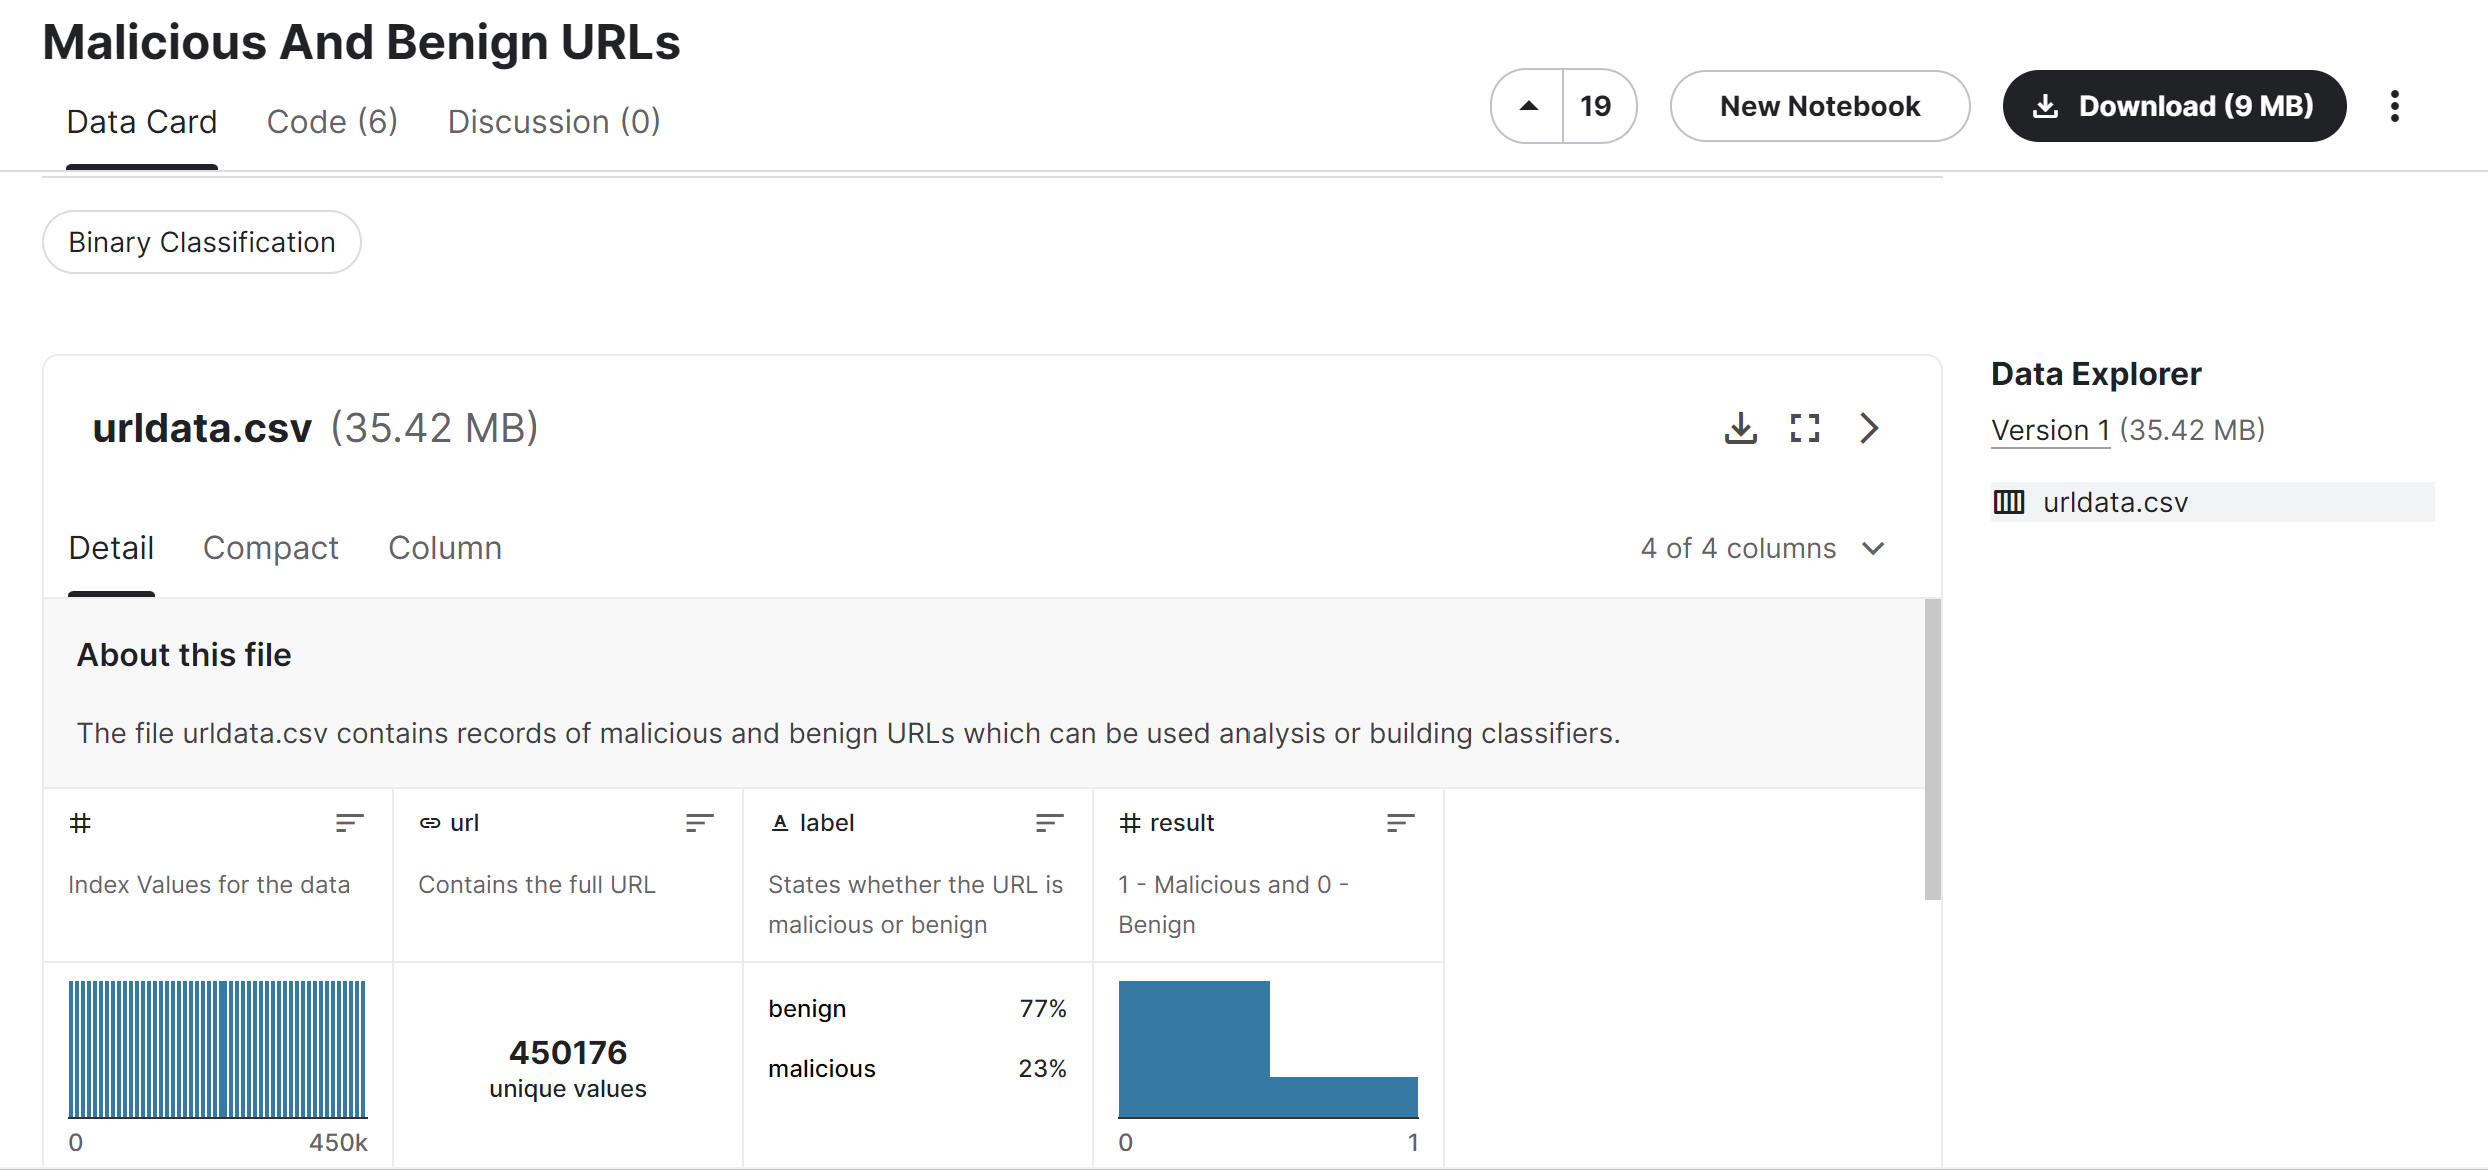 Malicious And Benign URLs
Data Card
Code (6)
Discussion (0)
19
New Notebook
Download (9 MB)
Binary Classification
urldata.csv (35.42 MB)
Detail
Compact
Column
4 of 4 columns
About this file
The file urldata.csv contains records of malicious and benign URLs which can be used analysis or building classifiers.
#
Index Values for the data
0
450k
url
Contains the full URL
450176
unique values
A label
States whether the URL is
malicious or benign
benign 77%
malicious 23%
# result
1 - Malicious and 0 -
Benign
0
1
Data Explorer
Version 1 (35.42 MB)
urldata.csv